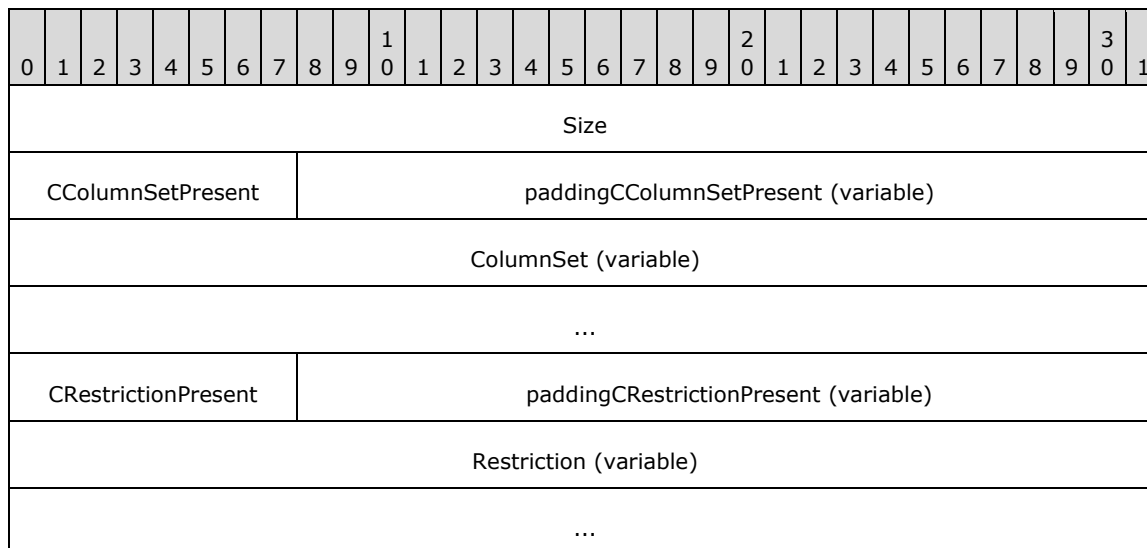 1 2 3
0 1 2 3 4 5 6 7 8 9 0 1 2 3 4 5 6 7 8 9 0 1 2 3 4 5 6 7 8 9 0 1
Size
CColumnSetPresent paddingCColumnSetPresent (variable)
ColumnSet (variable)
...
CRestrictionPresent paddingCRestrictionPresent (variable)
Restriction (variable)
...